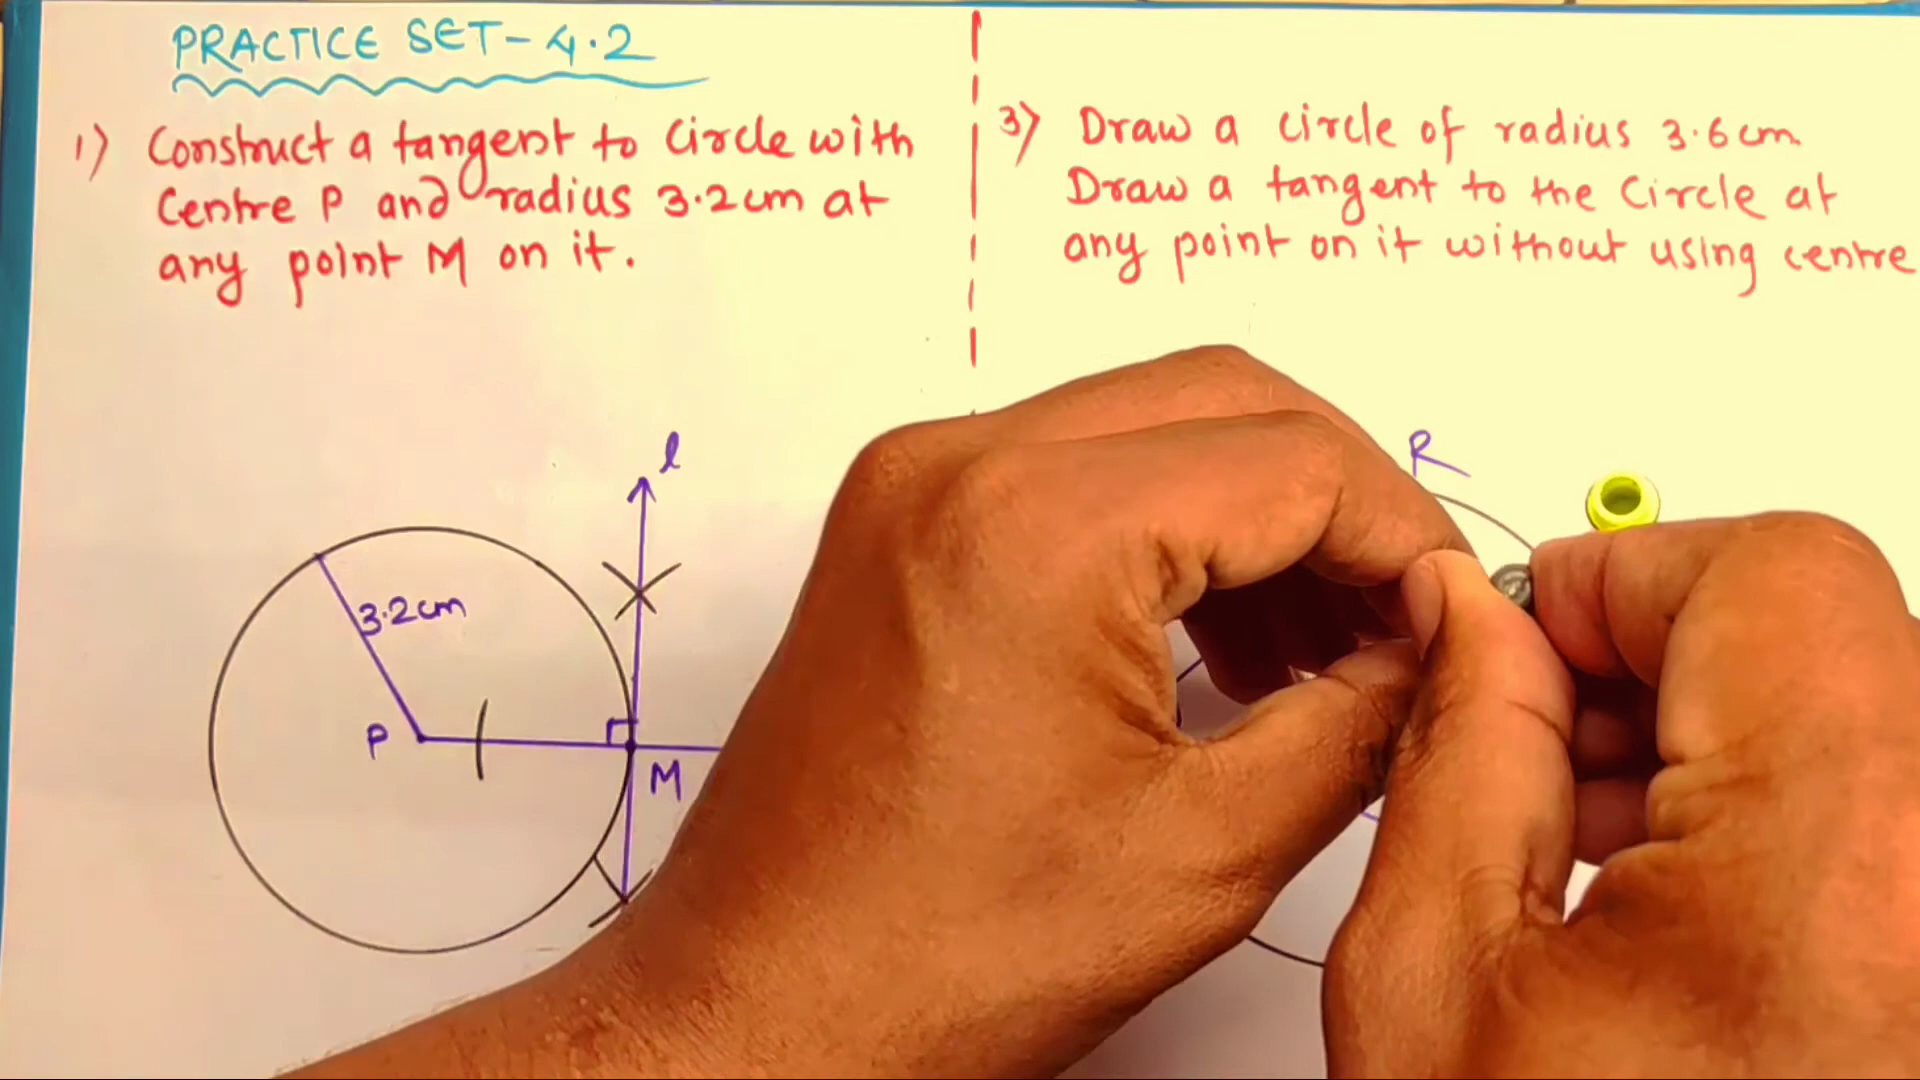 PRACTICE SET-4.2
1) Construct a tangent to Circle with
Centre P and radius 3.2cm at
any point M on it.
3) Draw a circle of radius 3.6cm.
Draw a tangent to the Circle at
any point on it without using centre
l
R
3.2cm
P
M